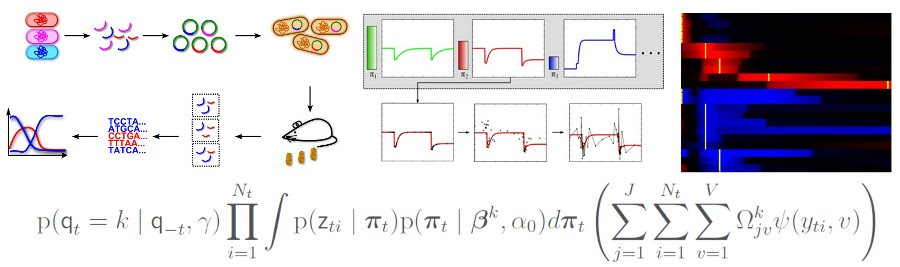 TCCTA...
ATGCA...
CCTGA...
TTTAA...
TATCA...
π₁
π₂
π₃
...
p(q_t = k | q_{-t}, γ) ∏_{i=1}^{N_t} ∫ p(z_{ti} | π_t)p(π_t | β^k, α_0)dπ_t ( ∑_{j=1}^{J} ∑_{i=1}^{N_t} ∑_{v=1}^{V} Ω_{jv}^{k} ψ(y_{ti}, v) )